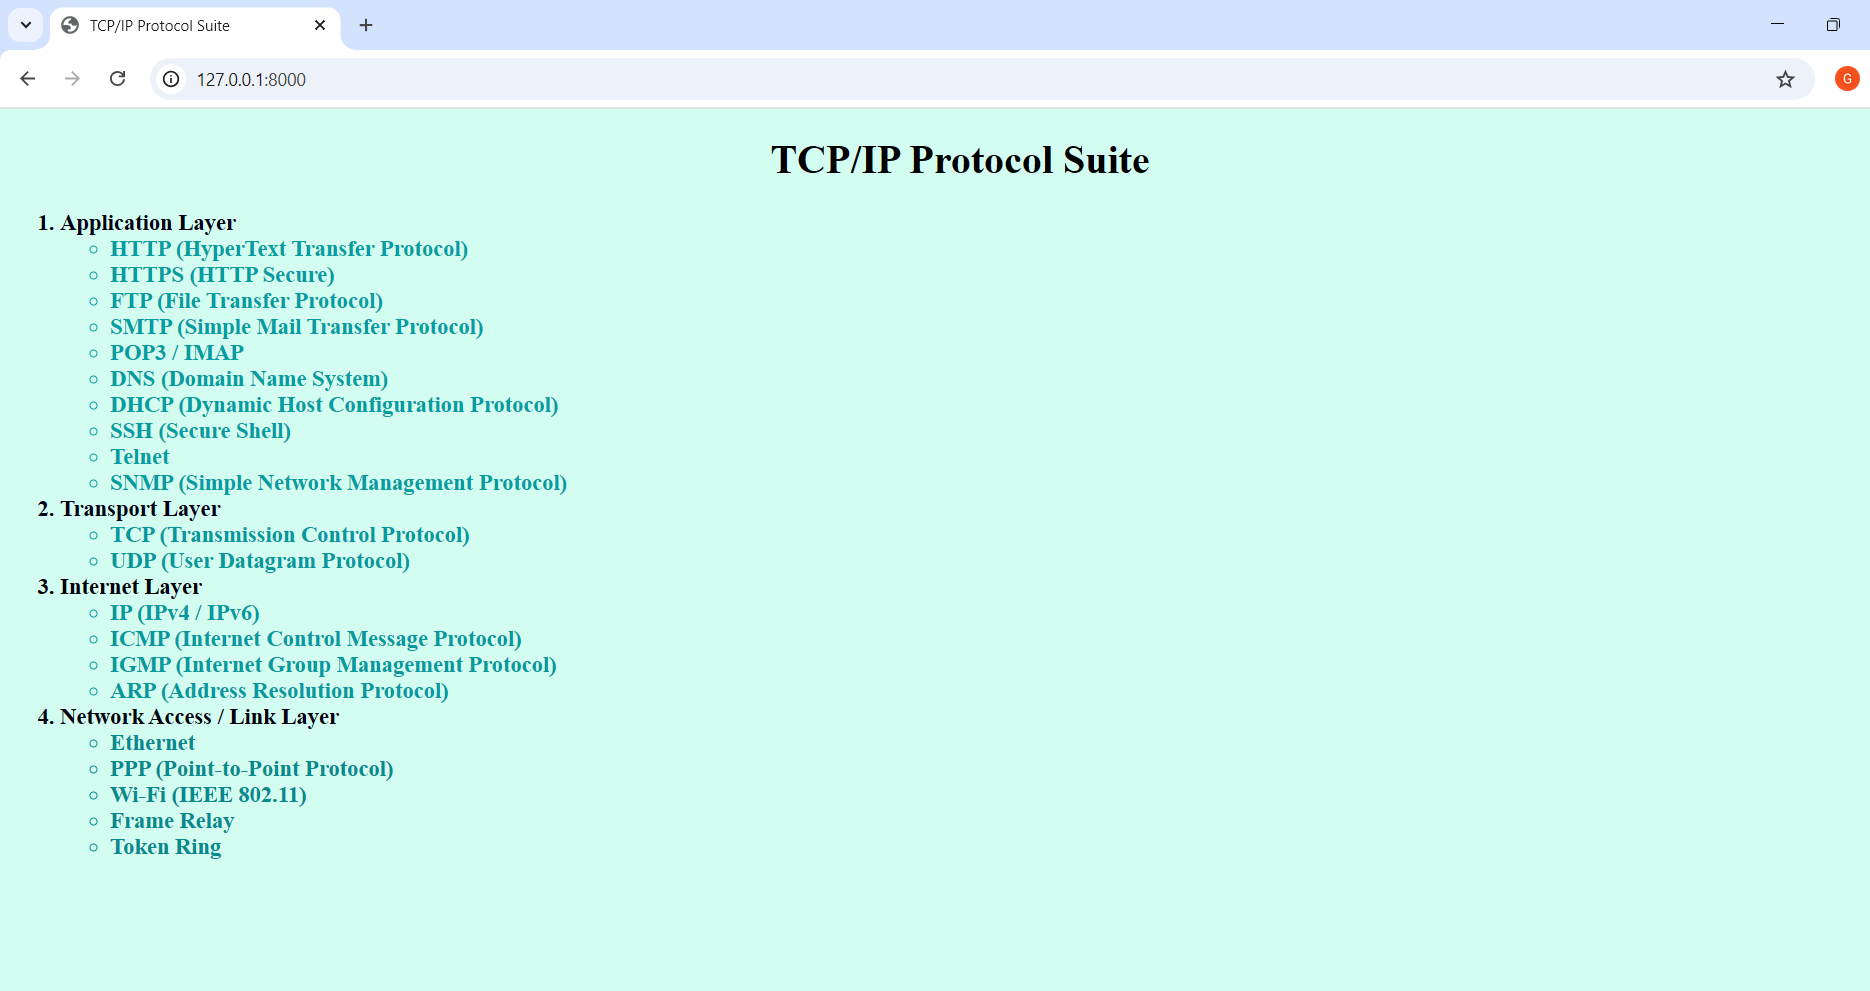 TCP/IP Protocol Suite
127.0.0.1:8000
G
TCP/IP Protocol Suite
1. Application Layer
HTTP (HyperText Transfer Protocol)
HTTPS (HTTP Secure)
FTP (File Transfer Protocol)
SMTP (Simple Mail Transfer Protocol)
POP3 / IMAP
DNS (Domain Name System)
DHCP (Dynamic Host Configuration Protocol)
SSH (Secure Shell)
Telnet
SNMP (Simple Network Management Protocol)
2. Transport Layer
TCP (Transmission Control Protocol)
UDP (User Datagram Protocol)
3. Internet Layer
IP (IPv4 / IPv6)
ICMP (Internet Control Message Protocol)
IGMP (Internet Group Management Protocol)
ARP (Address Resolution Protocol)
4. Network Access / Link Layer
Ethernet
PPP (Point-to-Point Protocol)
Wi-Fi (IEEE 802.11)
Frame Relay
Token Ring